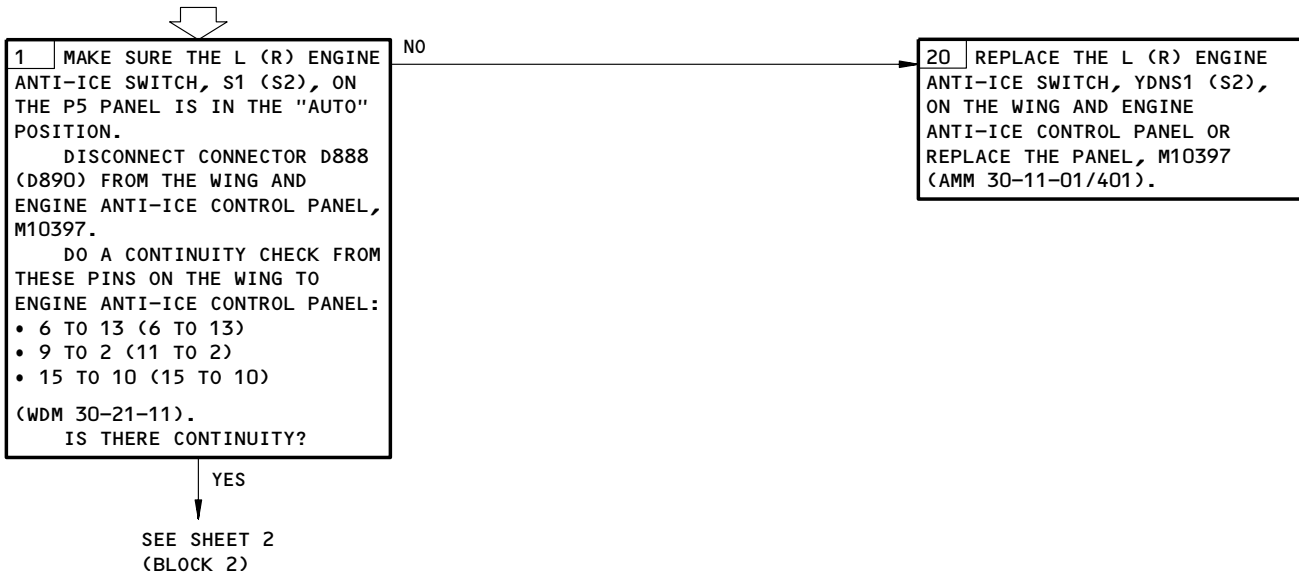 1 MAKE SURE THE L (R) ENGINE
ANTI-ICE SWITCH, S1 (S2), ON
THE P5 PANEL IS IN THE "AUTO"
POSITION.
DISCONNECT CONNECTOR D888
(D890) FROM THE WING AND
ENGINE ANTI-ICE CONTROL PANEL,
M10397.
DO A CONTINUITY CHECK FROM
THESE PINS ON THE WING TO
ENGINE ANTI-ICE CONTROL PANEL:
• 6 TO 13 (6 TO 13)
• 9 TO 2 (11 TO 2)
• 15 TO 10 (15 TO 10)
(WDM 30-21-11).
IS THERE CONTINUITY?
NO
20 REPLACE THE L (R) ENGINE
ANTI-ICE SWITCH, YDNS1 (S2),
ON THE WING AND ENGINE
ANTI-ICE CONTROL PANEL OR
REPLACE THE PANEL, M10397
(AMM 30-11-01/401).
YES
SEE SHEET 2
(BLOCK 2)